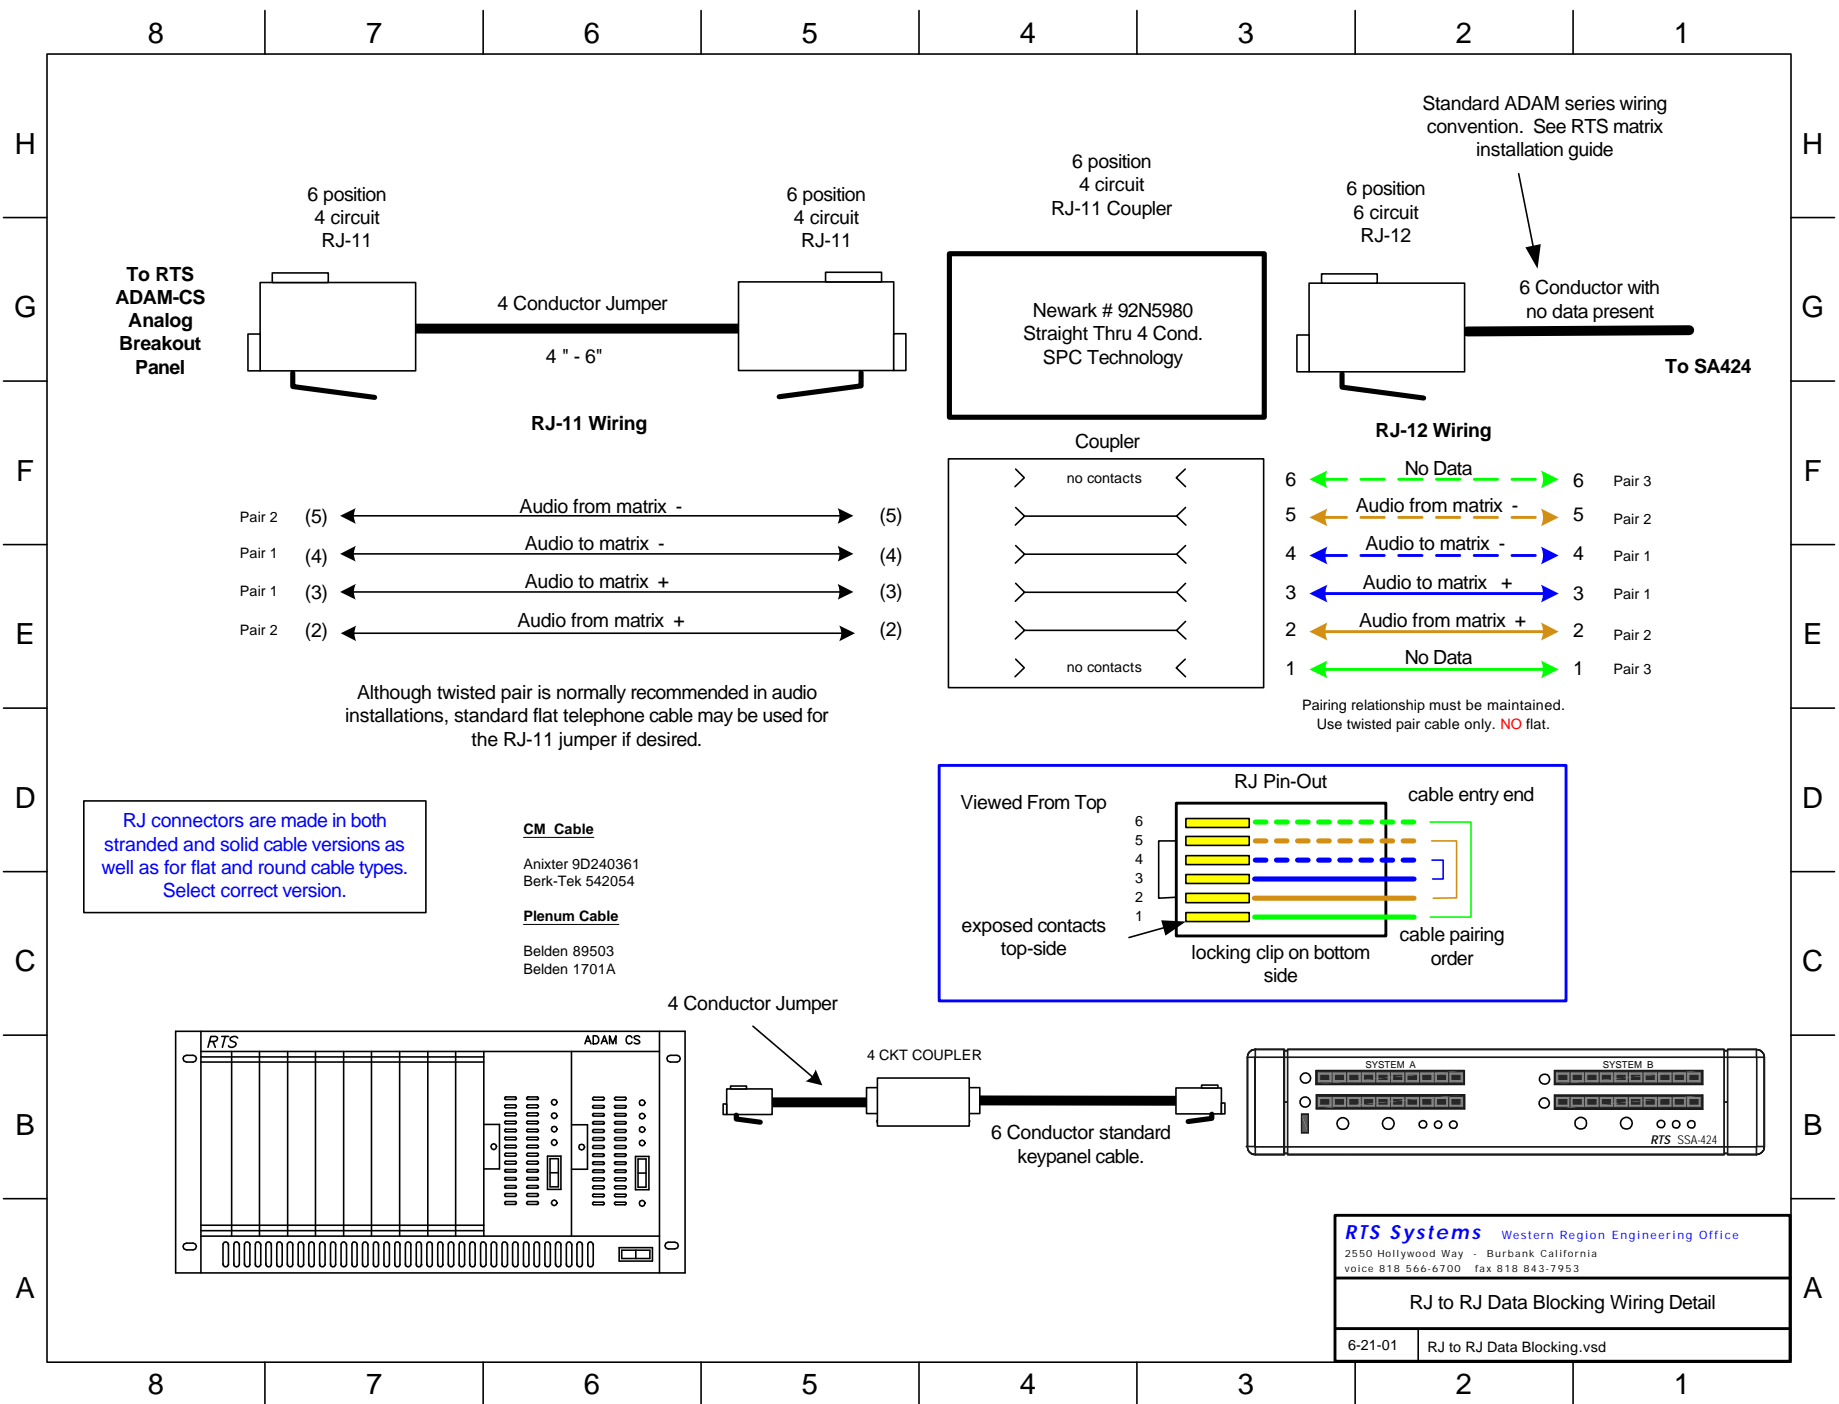 8 7 6 5 4 3 2 1
H H
G G
F F
E E
D D
C C
B B
A A
Standard ADAM series wiring
convention. See RTS matrix
installation guide
6 position
4 circuit
RJ-11
6 position
4 circuit
RJ-11
6 position
4 circuit
RJ-11 Coupler
6 position
6 circuit
RJ-12
To RTS
ADAM-CS
Analog
Breakout
Panel
4 Conductor Jumper
4 " - 6"
Newark # 92N5980
Straight Thru 4 Cond.
SPC Technology
6 Conductor with
no data present
To SA424
RJ-11 Wiring
Coupler
RJ-12 Wiring
no contacts
6 No Data 6 Pair 3
Pair 2 (5) Audio from matrix - (5)
5 Audio from matrix - 5 Pair 2
Pair 1 (4) Audio to matrix - (4)
4 Audio to matrix - 4 Pair 1
Pair 1 (3) Audio to matrix + (3)
3 Audio to matrix + 3 Pair 1
Pair 2 (2) Audio from matrix + (2)
2 Audio from matrix + 2 Pair 2
no contacts
1 No Data 1 Pair 3
Although twisted pair is normally recommended in audio
installations, standard flat telephone cable may be used for
the RJ-11 jumper if desired.
Pairing relationship must be maintained.
Use twisted pair cable only. NO flat.
RJ connectors are made in both
stranded and solid cable versions as
well as for flat and round cable types.
Select correct version.
CM Cable
Anixter 9D240361
Berk-Tek 542054
Plenum Cable
Belden 89503
Belden 1701A
RJ Pin-Out
Viewed From Top
cable entry end
6
5
4
3
2
1
exposed contacts
top-side
locking clip on bottom
side
cable pairing
order
4 Conductor Jumper
RTS
ADAM CS
4 CKT COUPLER
6 Conductor standard
keypanel cable.
SYSTEM A
SYSTEM B
RTS SSA-424
RTS Systems Western Region Engineering Office
2550 Hollywood Way - Burbank California
voice 818 566-6700 fax 818 843-7953
RJ to RJ Data Blocking Wiring Detail
6-21-01 RJ to RJ Data Blocking.vsd
8 7 6 5 4 3 2 1